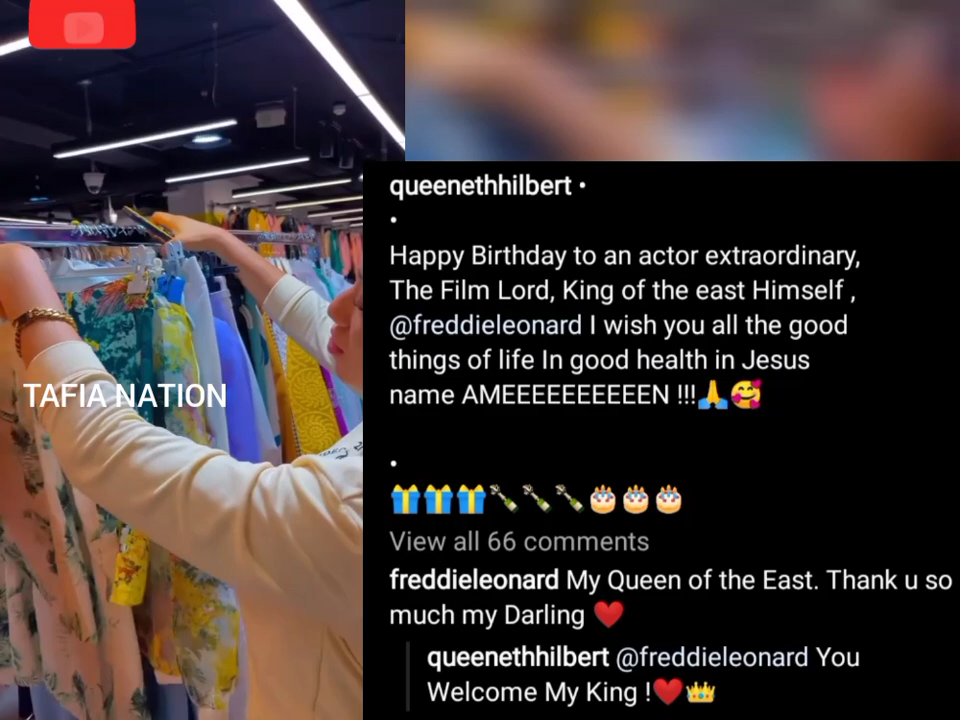 TAFIA NATION
queenethhilbert •
•
Happy Birthday to an actor extraordinary,
The Film Lord, King of the east Himself ,
@freddieleonard I wish you all the good
things of life In good health in Jesus
name AMEEEEEEEEEEN !!!🙏🥰
•
🎁🎁🎁🍾🍾🍾🎂🎂🎂
View all 66 comments
freddieleonard My Queen of the East. Thank u so
much my Darling ❤️
queenethhilbert @freddieleonard You
Welcome My King !❤️👑